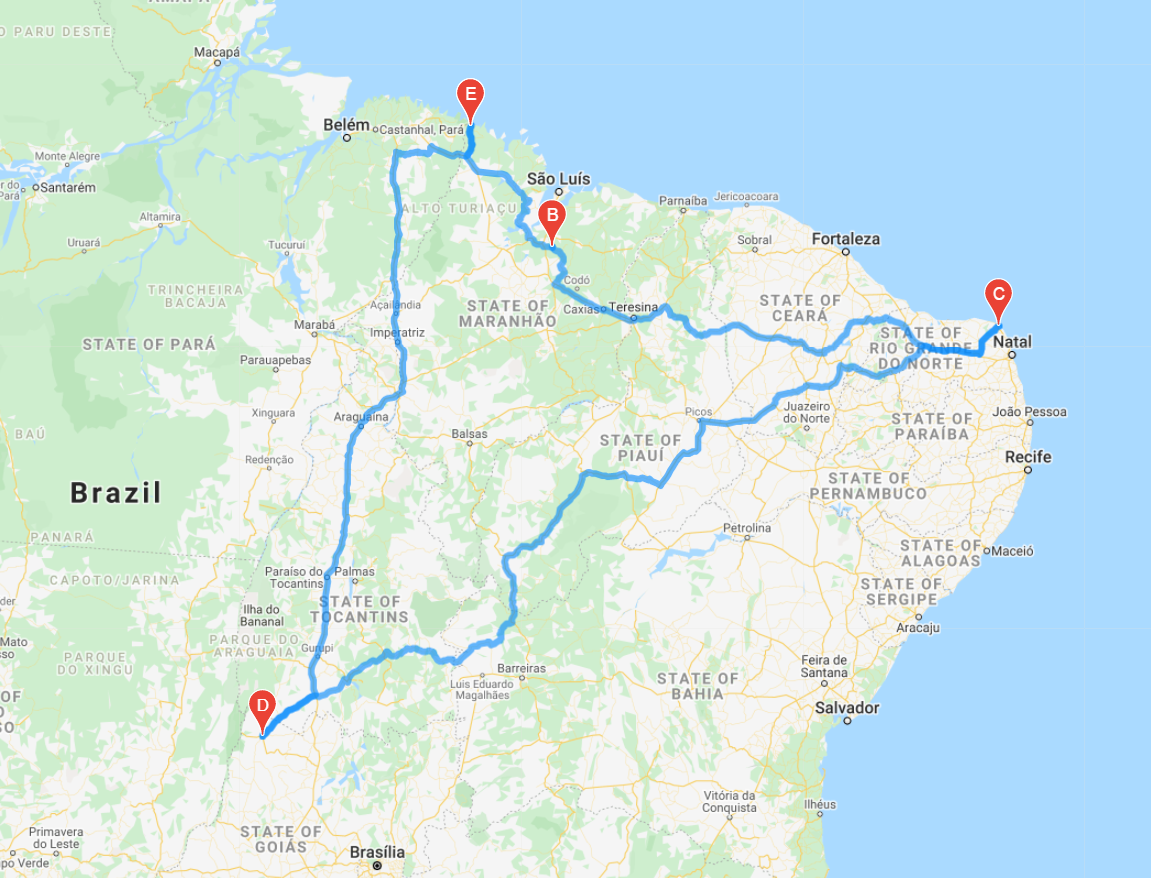 AMAPÁ
O PARU DESTE
Macapá
E
Belém
Castanhal, Pará
Monte Alegre
Santarém
São Luís
Altamira
ALTO TURIAÇU
B
Parnaíba
Jericoacoara
Uruará
Tucuruí
Sobral
Fortaleza
TRINCHEIRA
BACAJA
Codó
Açailândia
STATE OF
MARANHÃO
Caxias
Teresina
STATE OF
CEARÁ
C
Marabá
Imperatriz
STATE OF PARÁ
STATE OF
RIO GRANDE
DO NORTE
Natal
Parauapebas
Xinguara
Araguaína
Picos
Juazeiro
do Norte
João Pessoa
BAÚ
Balsas
STATE OF
PIAUÍ
STATE OF
PARAÍBA
Redenção
Recife
Brazil
STATE OF
PERNAMBUCO
PANARÁ
Petrolina
STATE OF
ALAGOAS
Maceió
CAPOTO/JARINA
Paraíso do
Tocantins
Palmas
STATE OF
SERGIPE
Ilha do
Bananal
STATE OF
TOCANTINS
Aracaju
PARQUE DO
ARAGUAIA
Gurupi
PARQUE
DO XINGU
Barreiras
Luís Eduardo
Magalhães
STATE OF
BAHIA
Feira de
Santana
D
Salvador
Vitória da
Conquista
Ilhéus
Primavera
do Leste
STATE OF
GOIÁS
Brasília